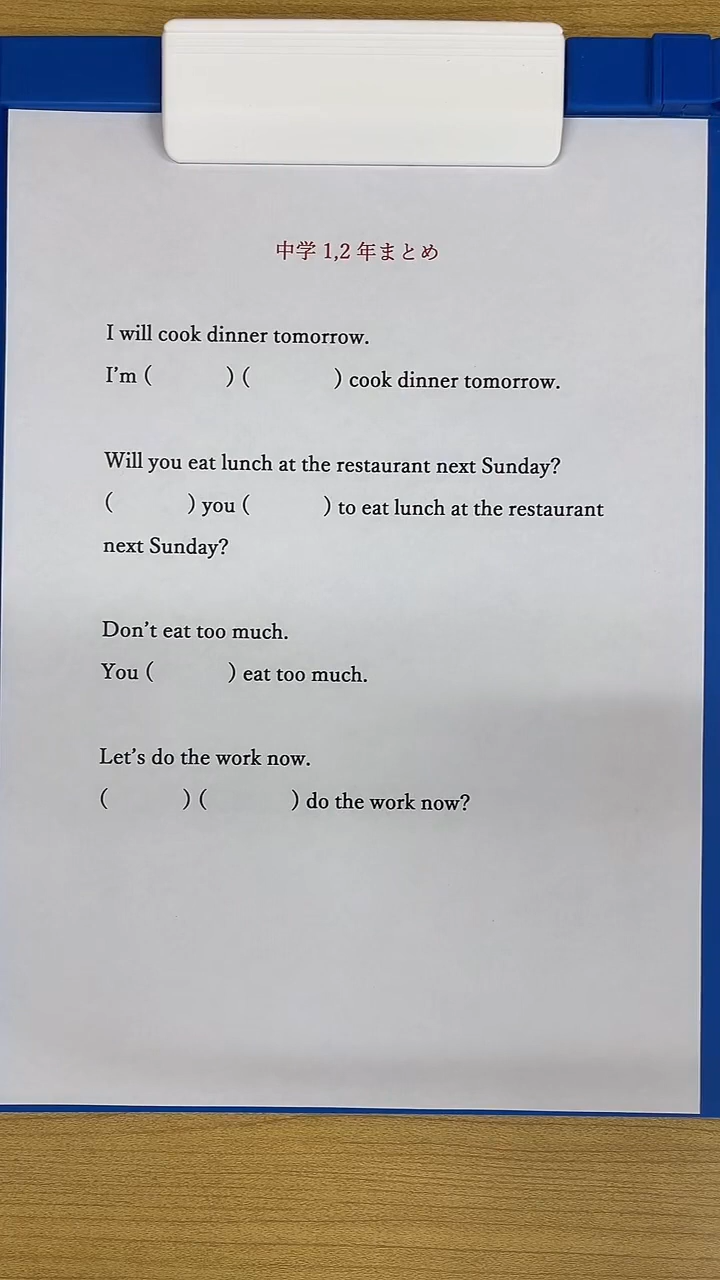 中学 1,2 年まとめ
I will cook dinner tomorrow.
I'm (          ) (          ) cook dinner tomorrow.
Will you eat lunch at the restaurant next Sunday?
(          ) you (          ) to eat lunch at the restaurant
next Sunday?
Don't eat too much.
You (          ) eat too much.
Let's do the work now.
(          ) (          ) do the work now?